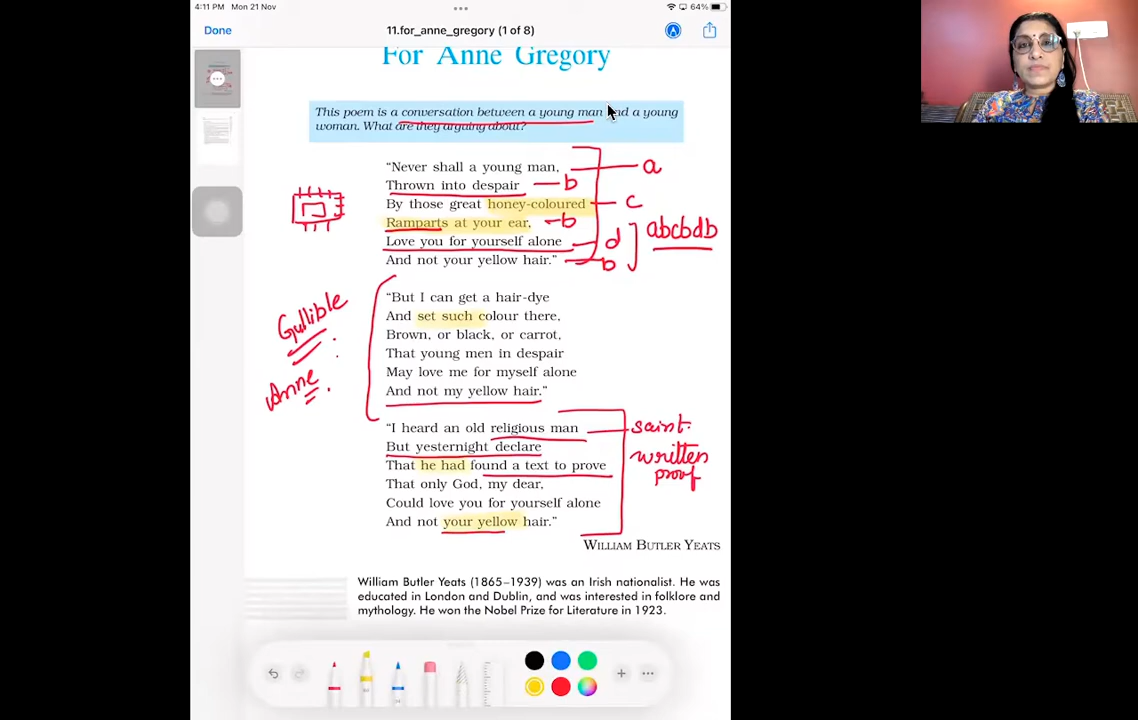 4:11 PM Mon 21 Nov
64%
Done
11.for_anne_gregory (1 of 8)
For Anne Gregory
This poem is a conversation between a young man and a young
woman. What are they arguing about?
"Never shall a young man, a
Thrown into despair b
By those great honey-coloured c
Ramparts at your ear, b
Love you for yourself alone d
And not your yellow hair." b
abcbdb
"But I can get a hair-dye
And set such colour there,
Brown, or black, or carrot,
That young men in despair
May love me for myself alone
And not my yellow hair."
Gullible
Anne
"I heard an old religious man
But yesternight declare
That he had found a text to prove
That only God, my dear,
Could love you for yourself alone
And not your yellow hair."
saint.
written
proof
WILLIAM BUTLER YEATS
William Butler Yeats (1865–1939) was an Irish nationalist. He was
educated in London and Dublin, and was interested in folklore and
mythology. He won the Nobel Prize for Literature in 1923.